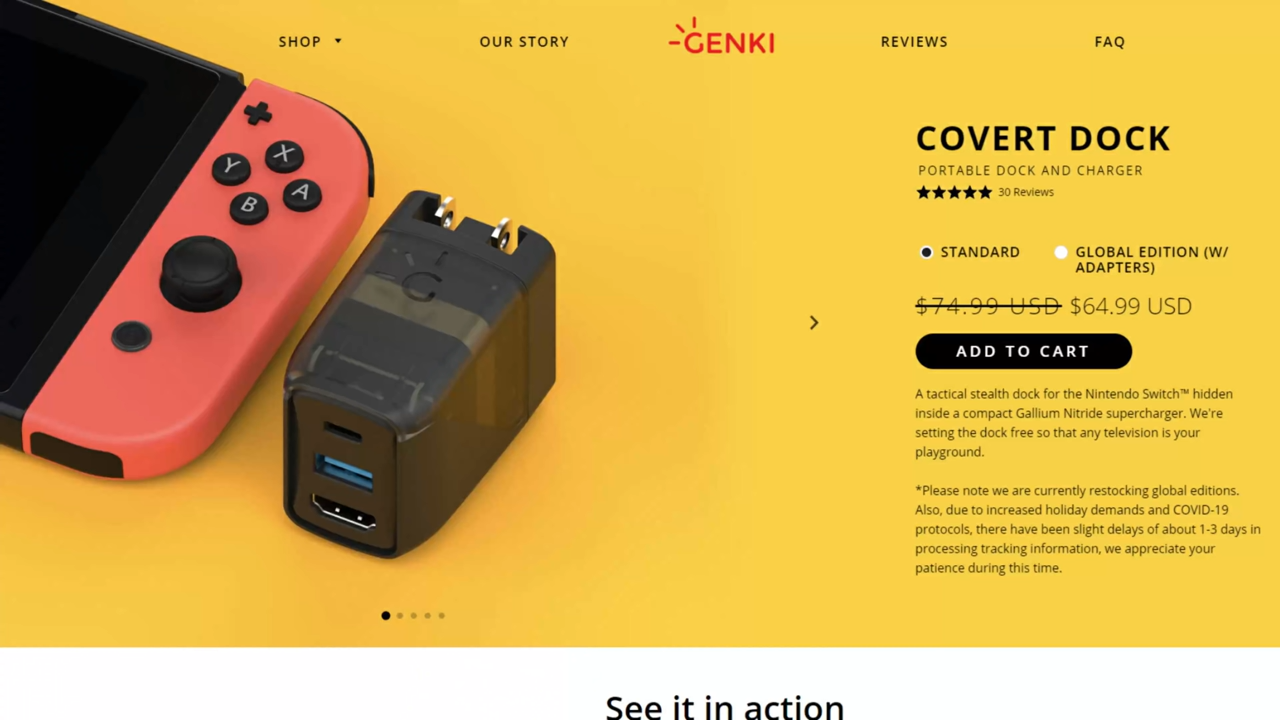 SHOP
OUR STORY
GENKI
REVIEWS
FAQ
COVERT DOCK
PORTABLE DOCK AND CHARGER
30 Reviews
STANDARD
GLOBAL EDITION (W/
ADAPTERS)
$74.99 USD $64.99 USD
ADD TO CART
A tactical stealth dock for the Nintendo Switch™ hidden
inside a compact Gallium Nitride supercharger. We're
setting the dock free so that any television is your
playground.
*Please note we are currently restocking global editions.
Also, due to increased holiday demands and COVID-19
protocols, there have been slight delays of about 1-3 days in
processing tracking information, we appreciate your
patience during this time.
X
Y
A
B
See it in action